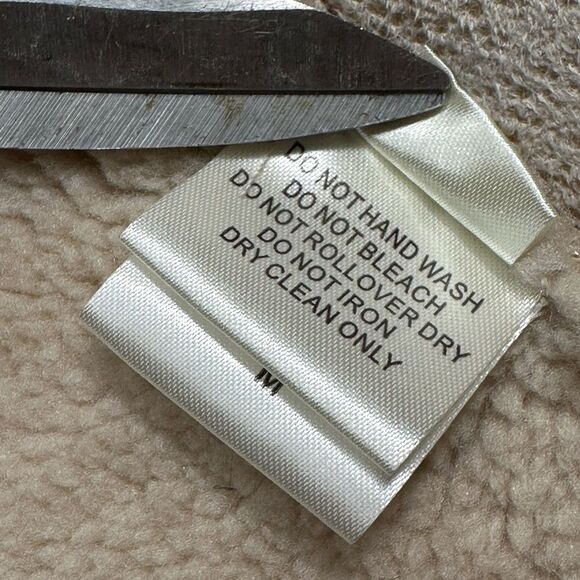 DO NOT HAND WASH
DO NOT BLEACH
DO NOT ROLLOVER DRY
DO NOT IRON
DRY CLEAN ONLY
M